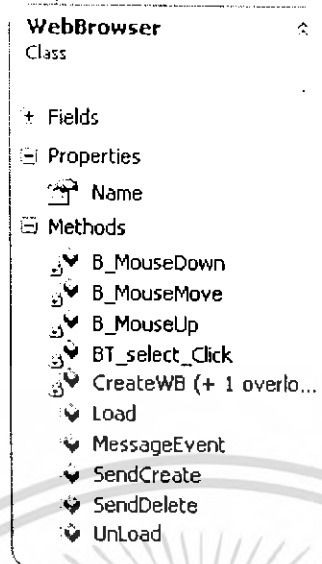 WebBrowser
Class
Fields
Properties
Name
Methods
B_MouseDown
B_MouseMove
B_MouseUp
BT_select_Click
CreateWB (+ 1 overlo...
Load
MessageEvent
SendCreate
SendDelete
UnLoad